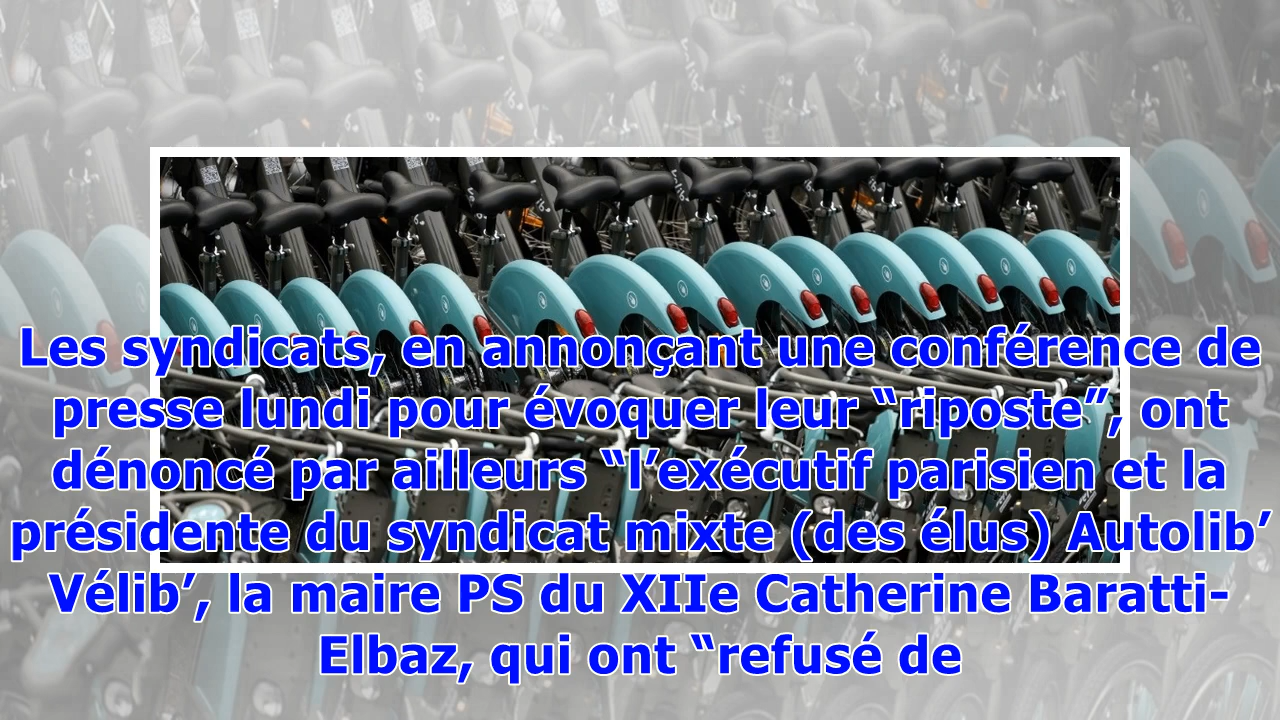 Les syndicats, en annonçant une conférence de
presse lundi pour évoquer leur “riposte”, ont
dénoncé par ailleurs “l’exécutif parisien et la
présidente du syndicat mixte (des élus) Autolib’
Vélib’, la maire PS du XIIe Catherine Baratti-
Elbaz, qui ont “refusé de